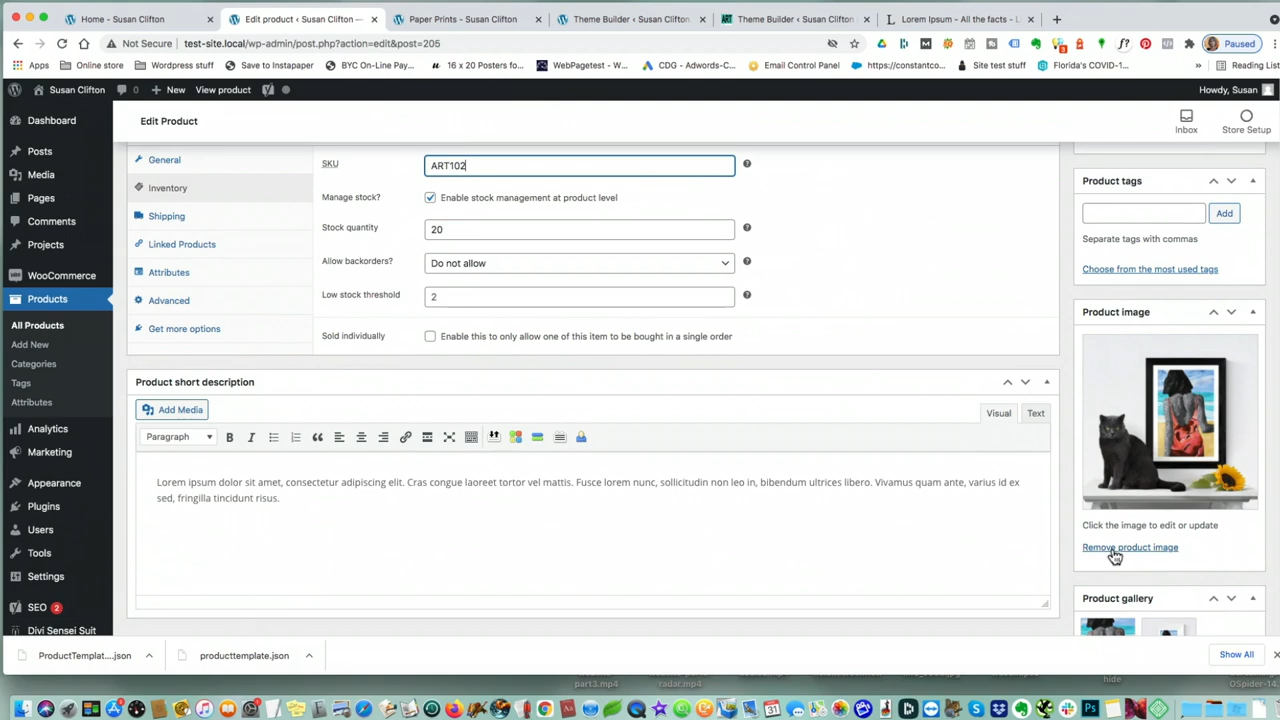 Home - Susan Clifton
Edit product ‹ Susan Clifton —
Paper Prints - Susan Clifton
Theme Builder ‹ Susan Clifton
Theme Builder ‹ Susan Clifton
Lorem Ipsum - All the facts -
Not Secure
test-site.local/wp-admin/post.php?action=edit&post=205
Paused
Apps
Online store
Wordpress stuff
Save to Instapaper
BYC On-Line Pay...
16 x 20 Posters fo...
WebPagetest - W...
CDG - Adwords-C...
Email Control Panel
https://constantco...
Site test stuff
Florida's COVID-1...
»
Reading List
Susan Clifton
0
New
View product
Howdy, Susan
Dashboard
Posts
Media
Pages
Comments
Projects
WooCommerce
Products
All Products
Add New
Categories
Tags
Attributes
Analytics
Marketing
Appearance
Plugins
Users
Tools
Settings
SEO 2
Divi Sensei Suit
Edit Product
Inbox
Store Setup
General
Inventory
Shipping
Linked Products
Attributes
Advanced
Get more options
SKU
ART102
Manage stock?
Enable stock management at product level
Stock quantity
20
Allow backorders?
Do not allow
Low stock threshold
2
Sold individually
Enable this to only allow one of this item to be bought in a single order
Product short description
Add Media
Visual
Text
Paragraph
Lorem ipsum dolor sit amet, consectetur adipiscing elit. Cras congue laoreet tortor vel mattis. Fusce lorem nunc, sollicitudin non leo in, bibendum ultrices libero. Vivamus quam ante, varius id ex
sed, fringilla tincidunt risus.
Product tags
Add
Separate tags with commas
Choose from the most used tags
Product image
Click the image to edit or update
Remove product image
Product gallery
ProductTemplat....json
producttemplate.json
Show All
part3.mp4
radar.mp4
hide
OSpider-14.